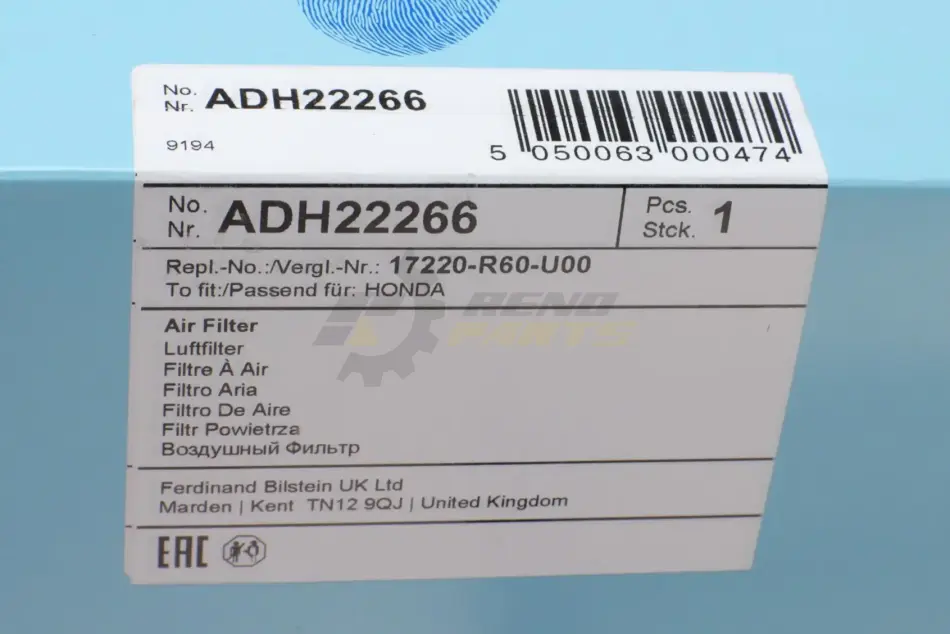 No.
Nr. ADH22266
9194
5 050063 000474
No.
Nr. ADH22266
Pcs.
Stck. 1
Repl.-No.:/Vergl.-Nr.: 17220-R60-U00
To fit:/Passend für: HONDA
RENO
PARTS
Air Filter
Luftfilter
Filtre À Air
Filtro Aria
Filtro De Aire
Filtr Powietrza
Воздушный Фильтр
Ferdinand Bilstein UK Ltd
Marden | Kent TN12 9QJ | United Kingdom
EAC